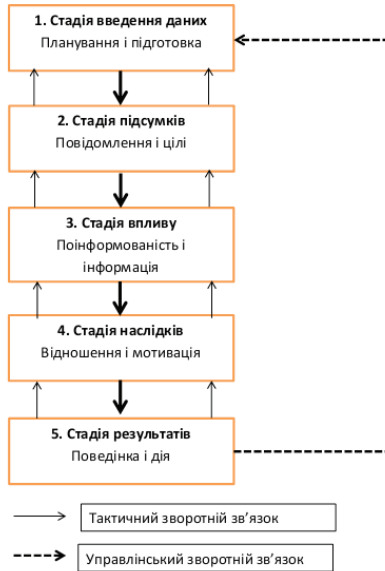 1. Стадія введення даних
Планування і підготовка
2. Стадія підсумків
Повідомлення і цілі
3. Стадія впливу
Поінформованість і
інформація
4. Стадія наслідків
Відношення і мотивація
5. Стадія результатів
Поведінка і дія
Тактичний зворотній зв'язок
Управлінський зворотній зв'язок